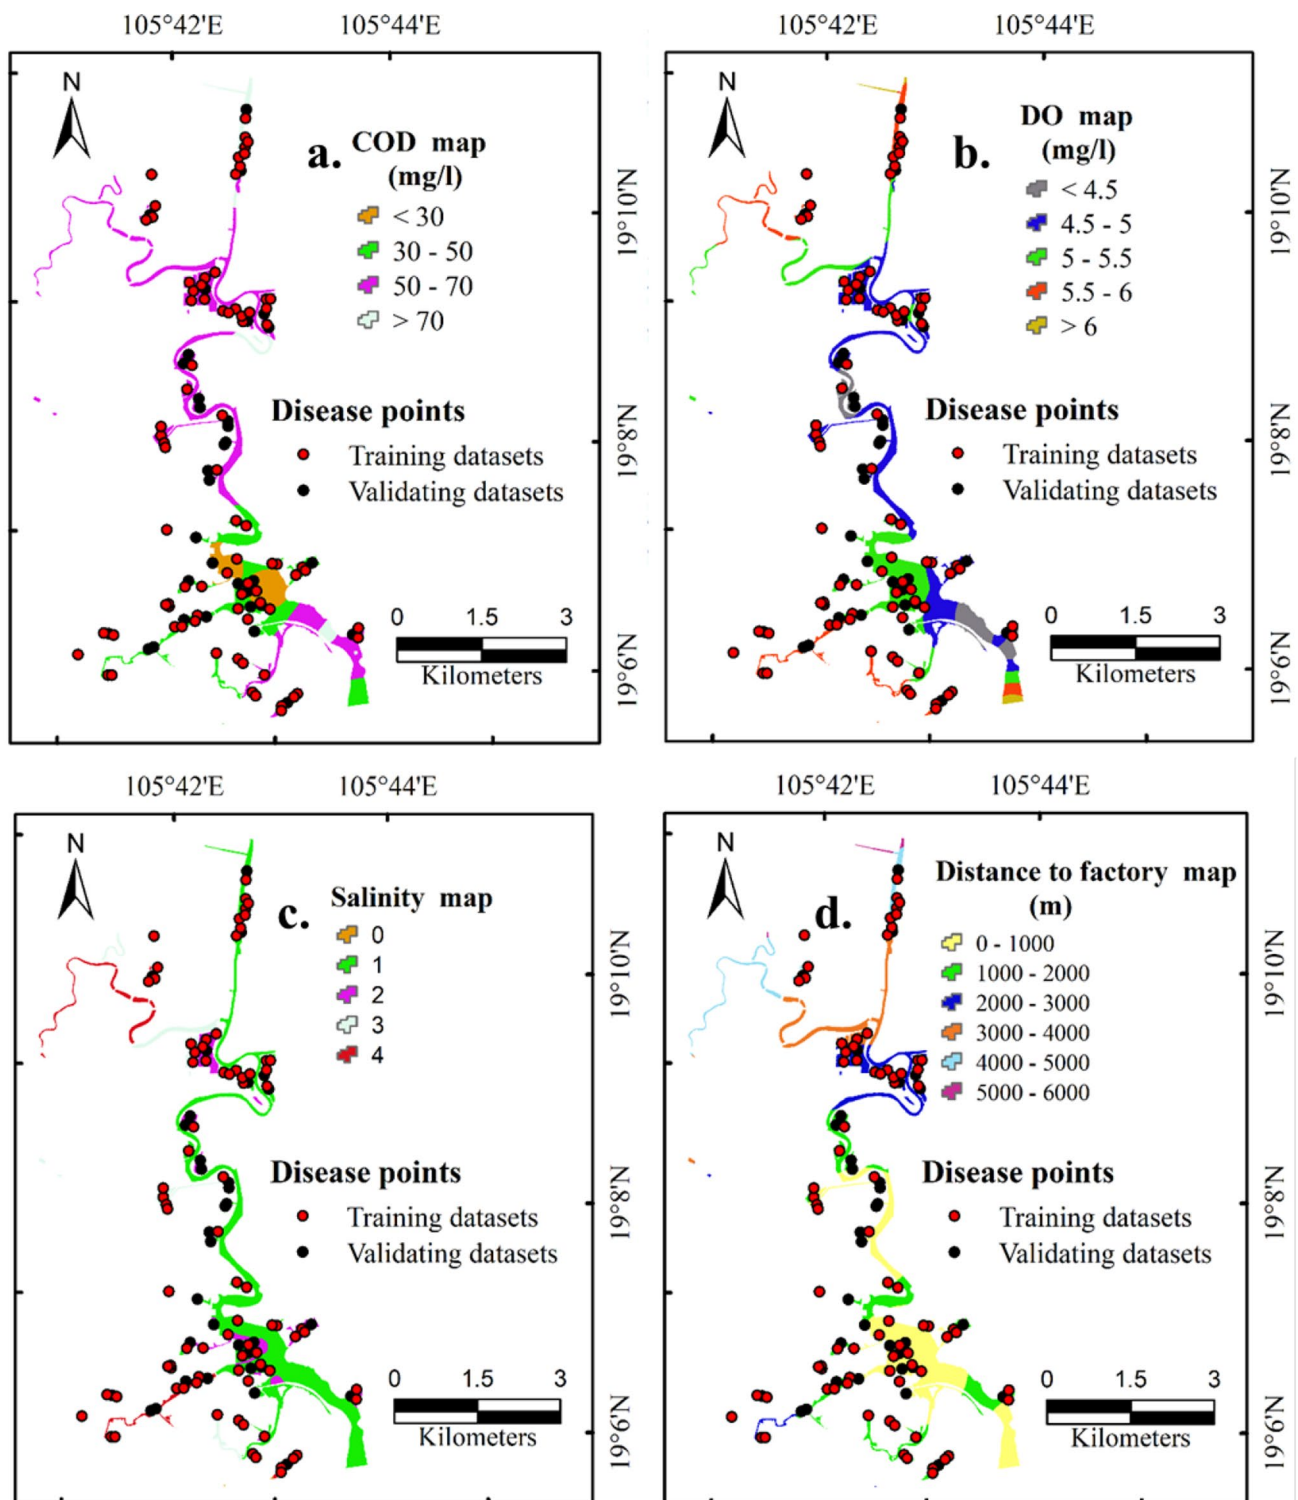 105°42'E 105°44'E
N
a.
COD map
(mg/l)
< 30
30 - 50
50 - 70
> 70
Disease points
Training datasets
Validating datasets
0 1.5 3
Kilometers
19°10'N
19°8'N
19°6'N
105°42'E 105°44'E
N
b.
DO map
(mg/l)
< 4.5
4.5 - 5
5 - 5.5
5.5 - 6
> 6
Disease points
Training datasets
Validating datasets
0 1.5 3
Kilometers
19°10'N
19°8'N
19°6'N
105°42'E 105°44'E
N
c.
Salinity map
0
1
2
3
4
Disease points
Training datasets
Validating datasets
0 1.5 3
Kilometers
19°10'N
19°8'N
19°6'N
105°42'E 105°44'E
N
d.
Distance to factory map
(m)
0 - 1000
1000 - 2000
2000 - 3000
3000 - 4000
4000 - 5000
5000 - 6000
Disease points
Training datasets
Validating datasets
0 1.5 3
Kilometers
19°10'N
19°8'N
19°6'N